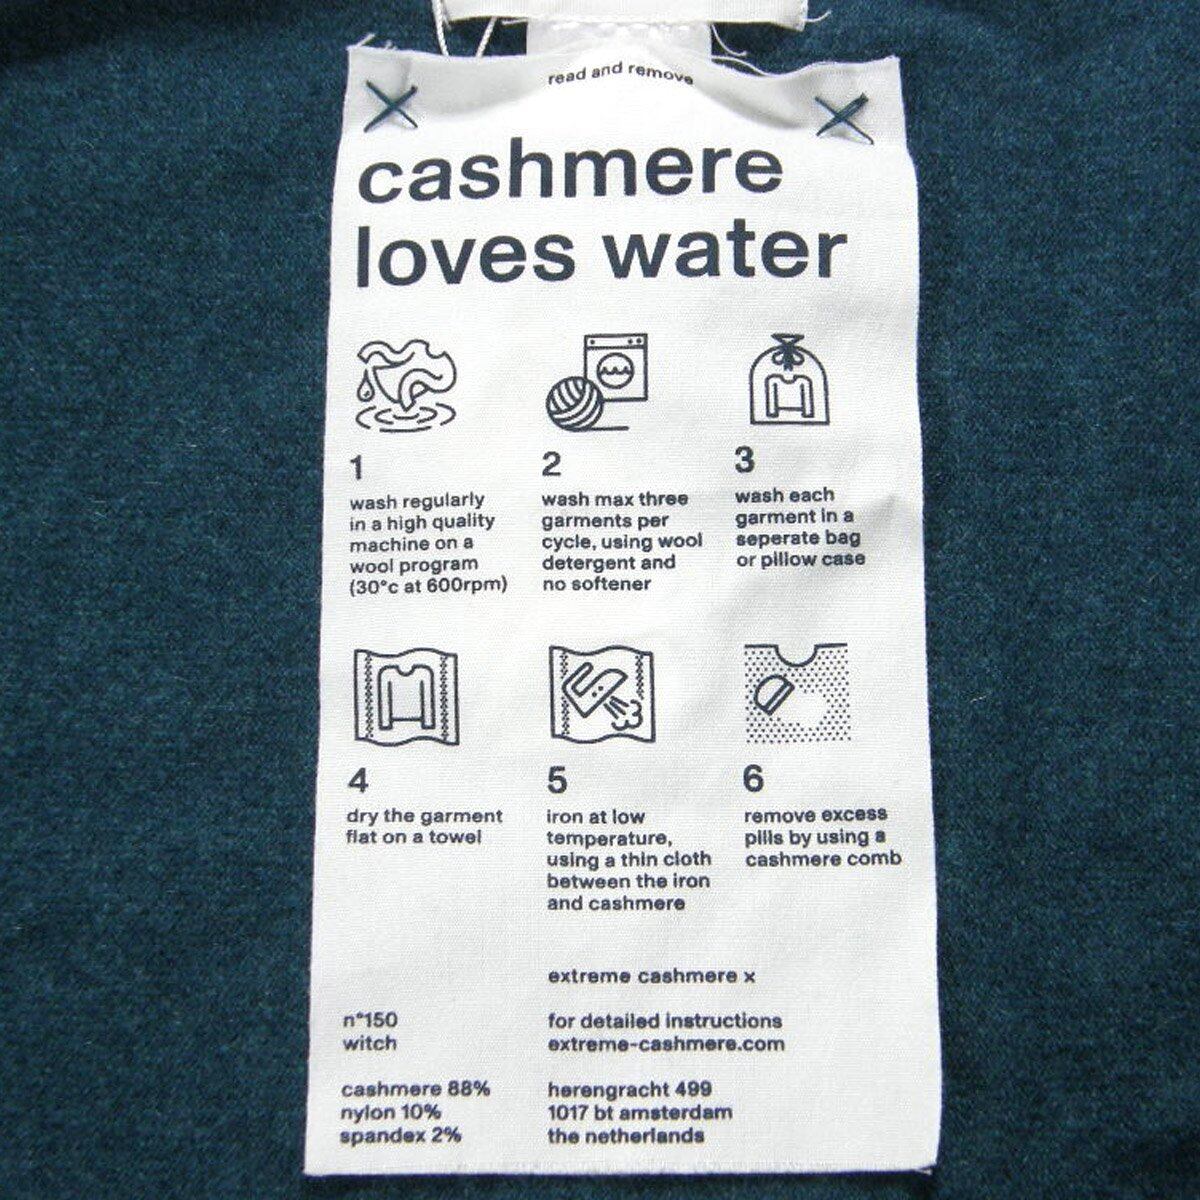 read and remove
cashmere
loves water
1
wash regularly
in a high quality
machine on a
wool program
(30°c at 600rpm)
2
wash max three
garments per
cycle, using wool
detergent and
no softener
3
wash each
garment in a
seperate bag
or pillow case
4
dry the garment
flat on a towel
5
iron at low
temperature,
using a thin cloth
between the iron
and cashmere
6
remove excess
pills by using a
cashmere comb
extreme cashmere x
n°150
witch
for detailed instructions
extreme-cashmere.com
cashmere 88%
nylon 10%
spandex 2%
herengracht 499
1017 bt amsterdam
the netherlands